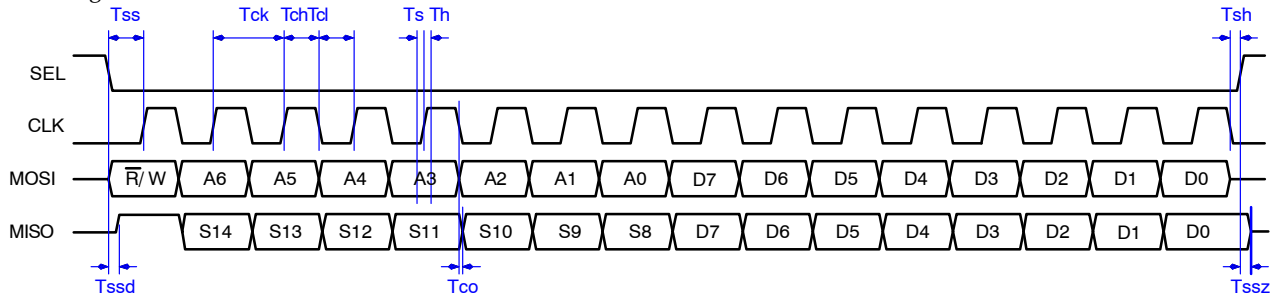 Tss Tck TchTcl Ts Th Tsh
SEL
CLK
MOSI R/ W A6 A5 A4 A3 A2 A1 A0 D7 D6 D5 D4 D3 D2 D1 D0
MISO S14 S13 S12 S11 S10 S9 S8 D7 D6 D5 D4 D3 D2 D1 D0
Tssd Tco Tssz